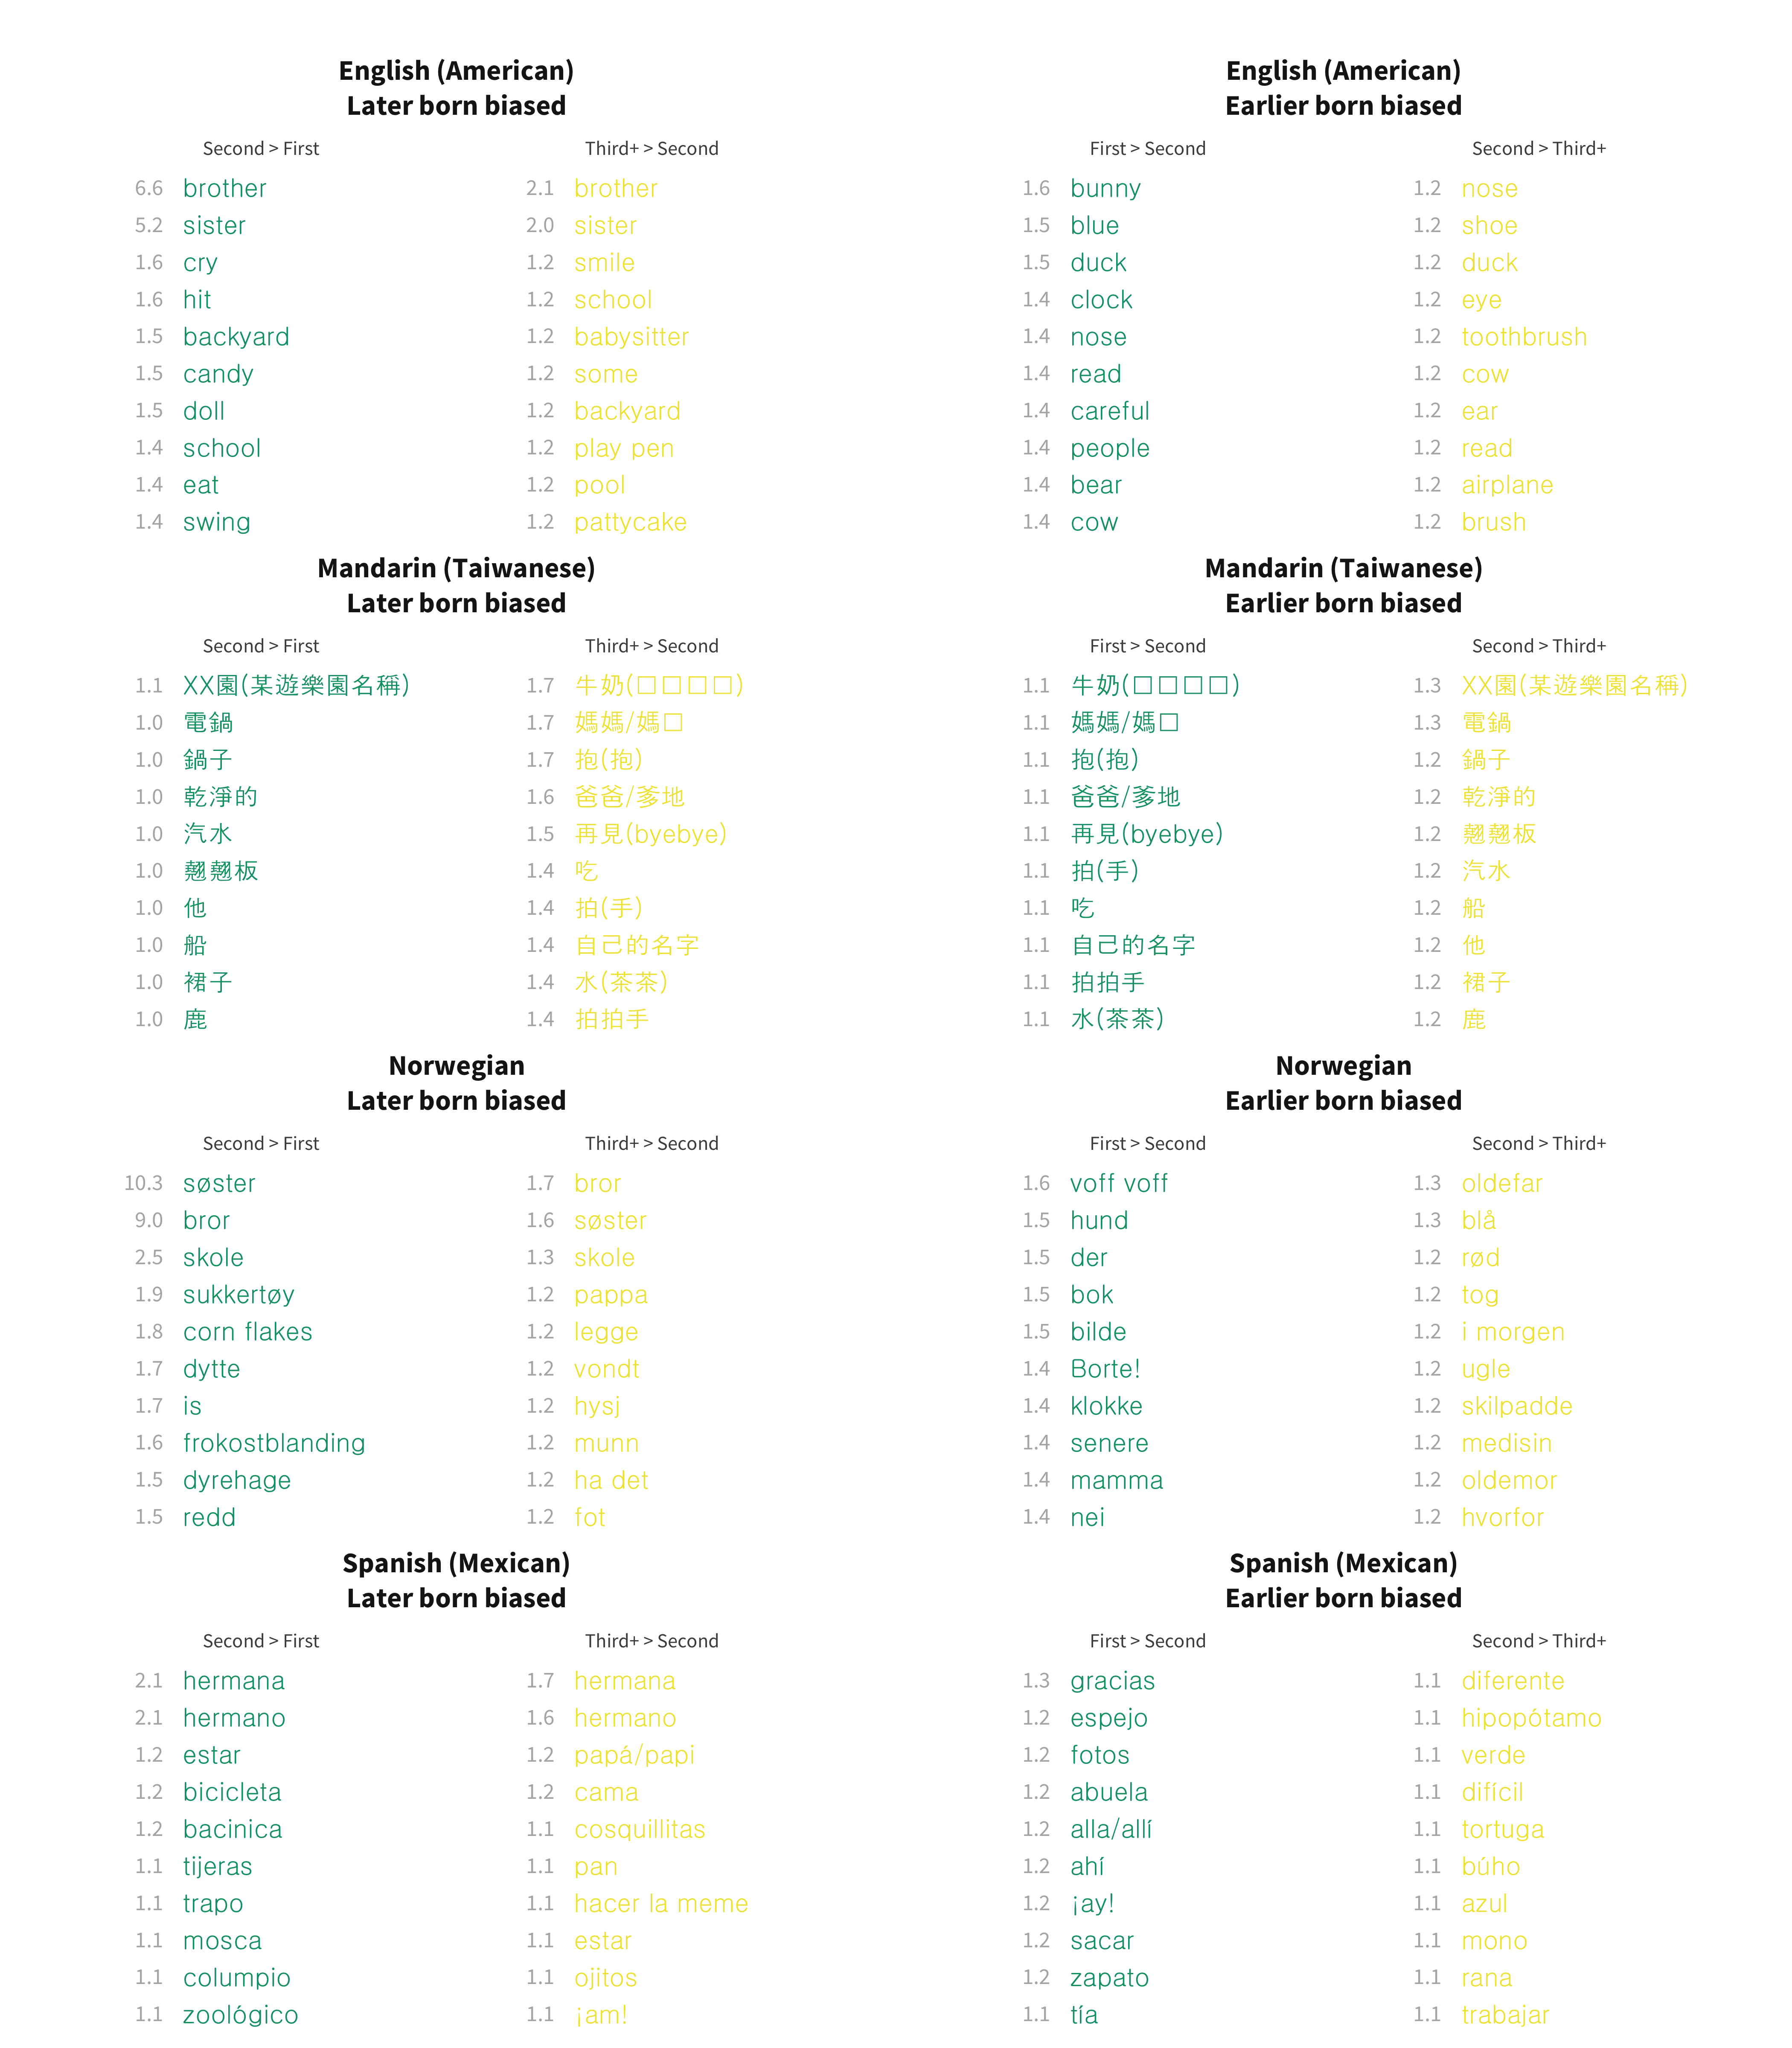 English (American)
Later born biased
Second > First
6.6 brother
5.2 sister
1.6 cry
1.6 hit
1.5 backyard
1.5 candy
1.5 doll
1.4 school
1.4 eat
1.4 swing
Third+ > Second
2.1 brother
2.0 sister
1.2 smile
1.2 school
1.2 babysitter
1.2 some
1.2 backyard
1.2 play pen
1.2 pool
1.2 pattycake
English (American)
Earlier born biased
First > Second
1.6 bunny
1.5 blue
1.5 duck
1.4 clock
1.4 nose
1.4 read
1.4 careful
1.4 people
1.4 bear
1.4 cow
Second > Third+
1.2 nose
1.2 shoe
1.2 duck
1.2 eye
1.2 toothbrush
1.2 cow
1.2 ear
1.2 read
1.2 airplane
1.2 brush
Mandarin (Taiwanese)
Later born biased
Second > First
1.1 XX園(某遊樂園名稱)
1.0 電鍋
1.0 鍋子
1.0 乾淨的
1.0 汽水
1.0 翹翹板
1.0 他
1.0 船
1.0 裙子
1.0 鹿
Third+ > Second
1.7 牛奶(□□□□)
1.7 媽媽/媽□
1.7 抱(抱)
1.6 爸爸/爹地
1.5 再見(byebye)
1.4 吃
1.4 拍(手)
1.4 自己的名字
1.4 水(茶茶)
1.4 拍拍手
Mandarin (Taiwanese)
Earlier born biased
First > Second
1.1 牛奶(□□□□)
1.1 媽媽/媽□
1.1 抱(抱)
1.1 爸爸/爹地
1.1 再見(byebye)
1.1 拍(手)
1.1 吃
1.1 自己的名字
1.1 拍拍手
1.1 水(茶茶)
Second > Third+
1.3 XX園(某遊樂園名稱)
1.3 電鍋
1.2 鍋子
1.2 乾淨的
1.2 翹翹板
1.2 汽水
1.2 船
1.2 他
1.2 裙子
1.2 鹿
Norwegian
Later born biased
Second > First
10.3 søster
9.0 bror
2.5 skole
1.9 sukkertøy
1.8 corn flakes
1.7 dytte
1.7 is
1.6 frokostblanding
1.5 dyrehage
1.5 redd
Third+ > Second
1.7 bror
1.6 søster
1.3 skole
1.2 pappa
1.2 legge
1.2 vondt
1.2 hysj
1.2 munn
1.2 ha det
1.2 fot
Norwegian
Earlier born biased
First > Second
1.6 voff voff
1.5 hund
1.5 der
1.5 bok
1.5 bilde
1.4 Borte!
1.4 klokke
1.4 senere
1.4 mamma
1.4 nei
Second > Third+
1.3 oldefar
1.3 blå
1.2 rød
1.2 tog
1.2 i morgen
1.2 ugle
1.2 skilpadde
1.2 medisin
1.2 oldemor
1.2 hvorfor
Spanish (Mexican)
Later born biased
Second > First
2.1 hermana
2.1 hermano
1.2 estar
1.2 bicicleta
1.2 bacinica
1.1 tijeras
1.1 trapo
1.1 mosca
1.1 columpio
1.1 zoológico
Third+ > Second
1.7 hermana
1.6 hermano
1.2 papá/papi
1.2 cama
1.1 cosquillitas
1.1 pan
1.1 hacer la meme
1.1 estar
1.1 ojitos
1.1 ¡am!
Spanish (Mexican)
Earlier born biased
First > Second
1.3 gracias
1.2 espejo
1.2 fotos
1.2 abuela
1.2 alla/allí
1.2 ahí
1.2 ¡ay!
1.2 sacar
1.2 zapato
1.1 tía
Second > Third+
1.1 diferente
1.1 hipopótamo
1.1 verde
1.1 difícil
1.1 tortuga
1.1 búho
1.1 azul
1.1 mono
1.1 rana
1.1 trabajar